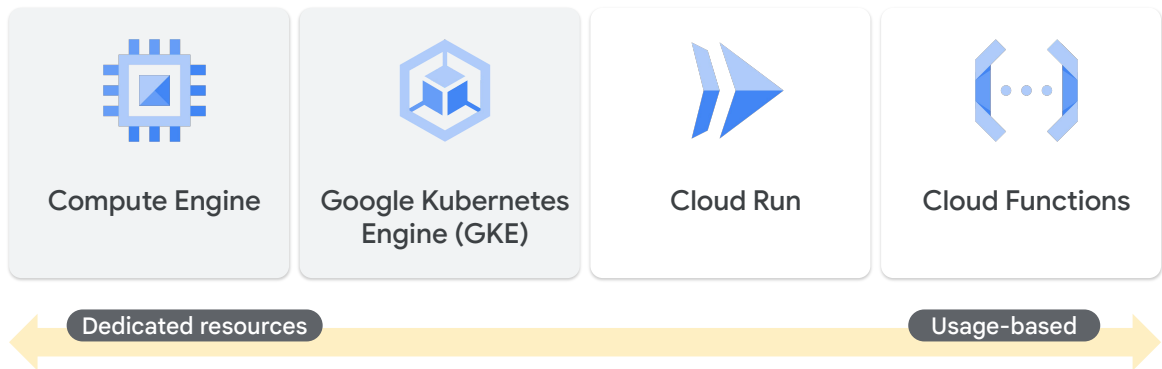 Compute Engine
Google Kubernetes
Engine (GKE)
Cloud Run
Cloud Functions
Dedicated resources
Usage-based